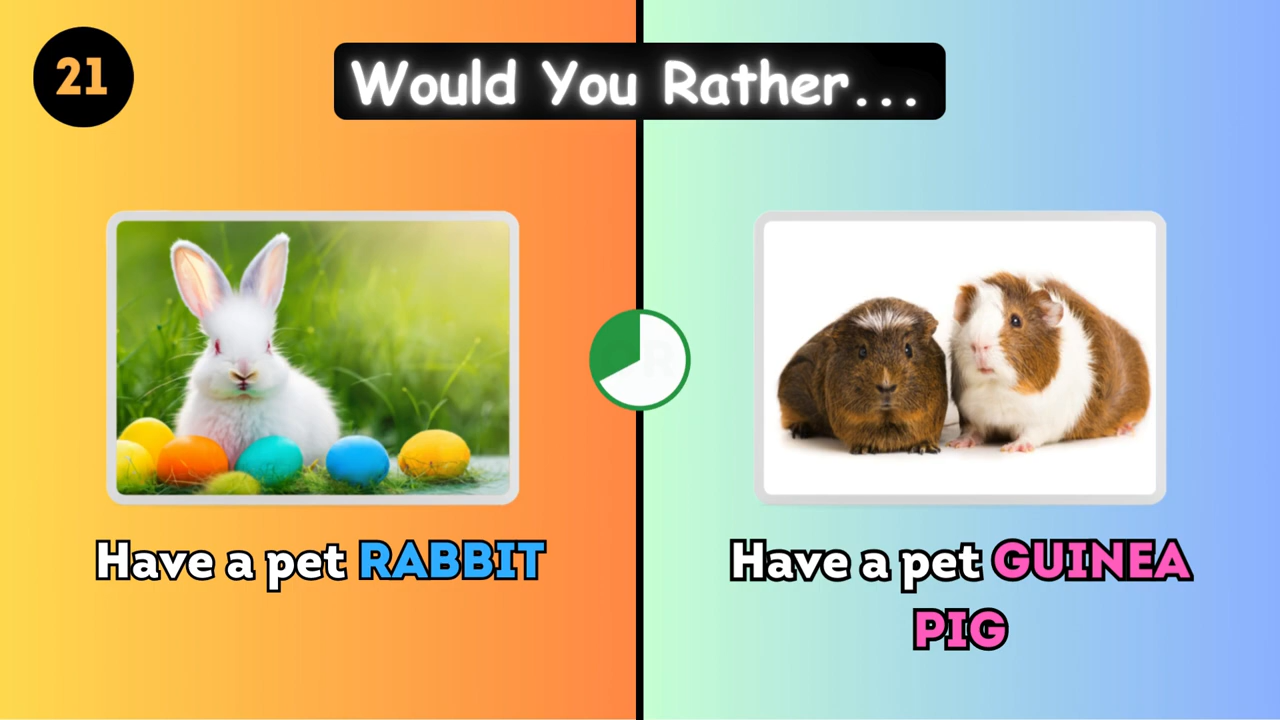 21
Would You Rather...
Have a pet RABBIT
Have a pet GUINEA
PIG